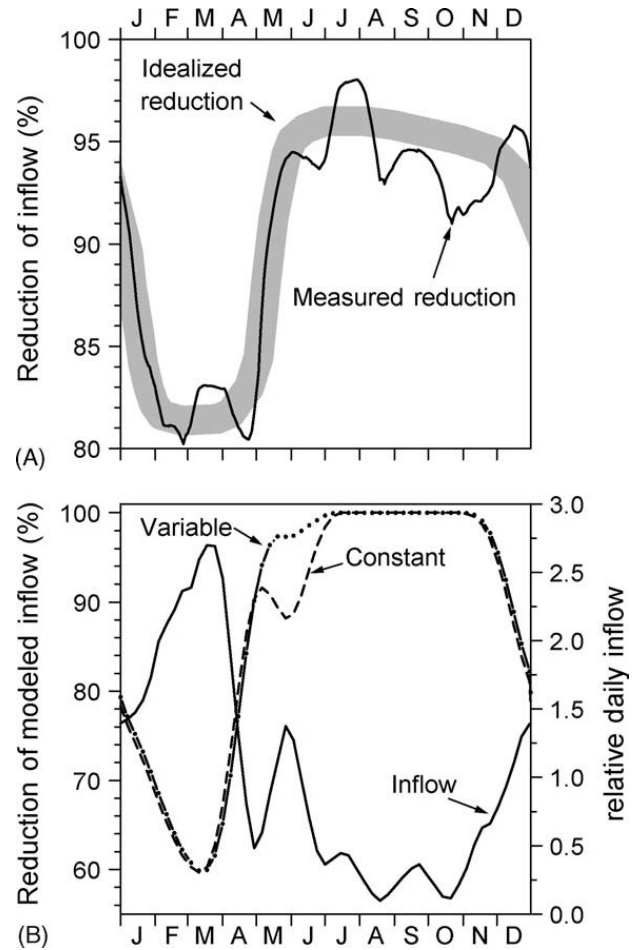 J F M A M J J A S O N D
100
95
90
85
80
Reduction of inflow (%)
Idealized
reduction
Measured reduction
(A)
100
90
80
70
60
Reduction of modeled inflow (%)
3.0
2.5
2.0
1.5
1.0
0.5
0.0
relative daily inflow
Variable
Constant
Inflow
(B)
J F M A M J J A S O N D